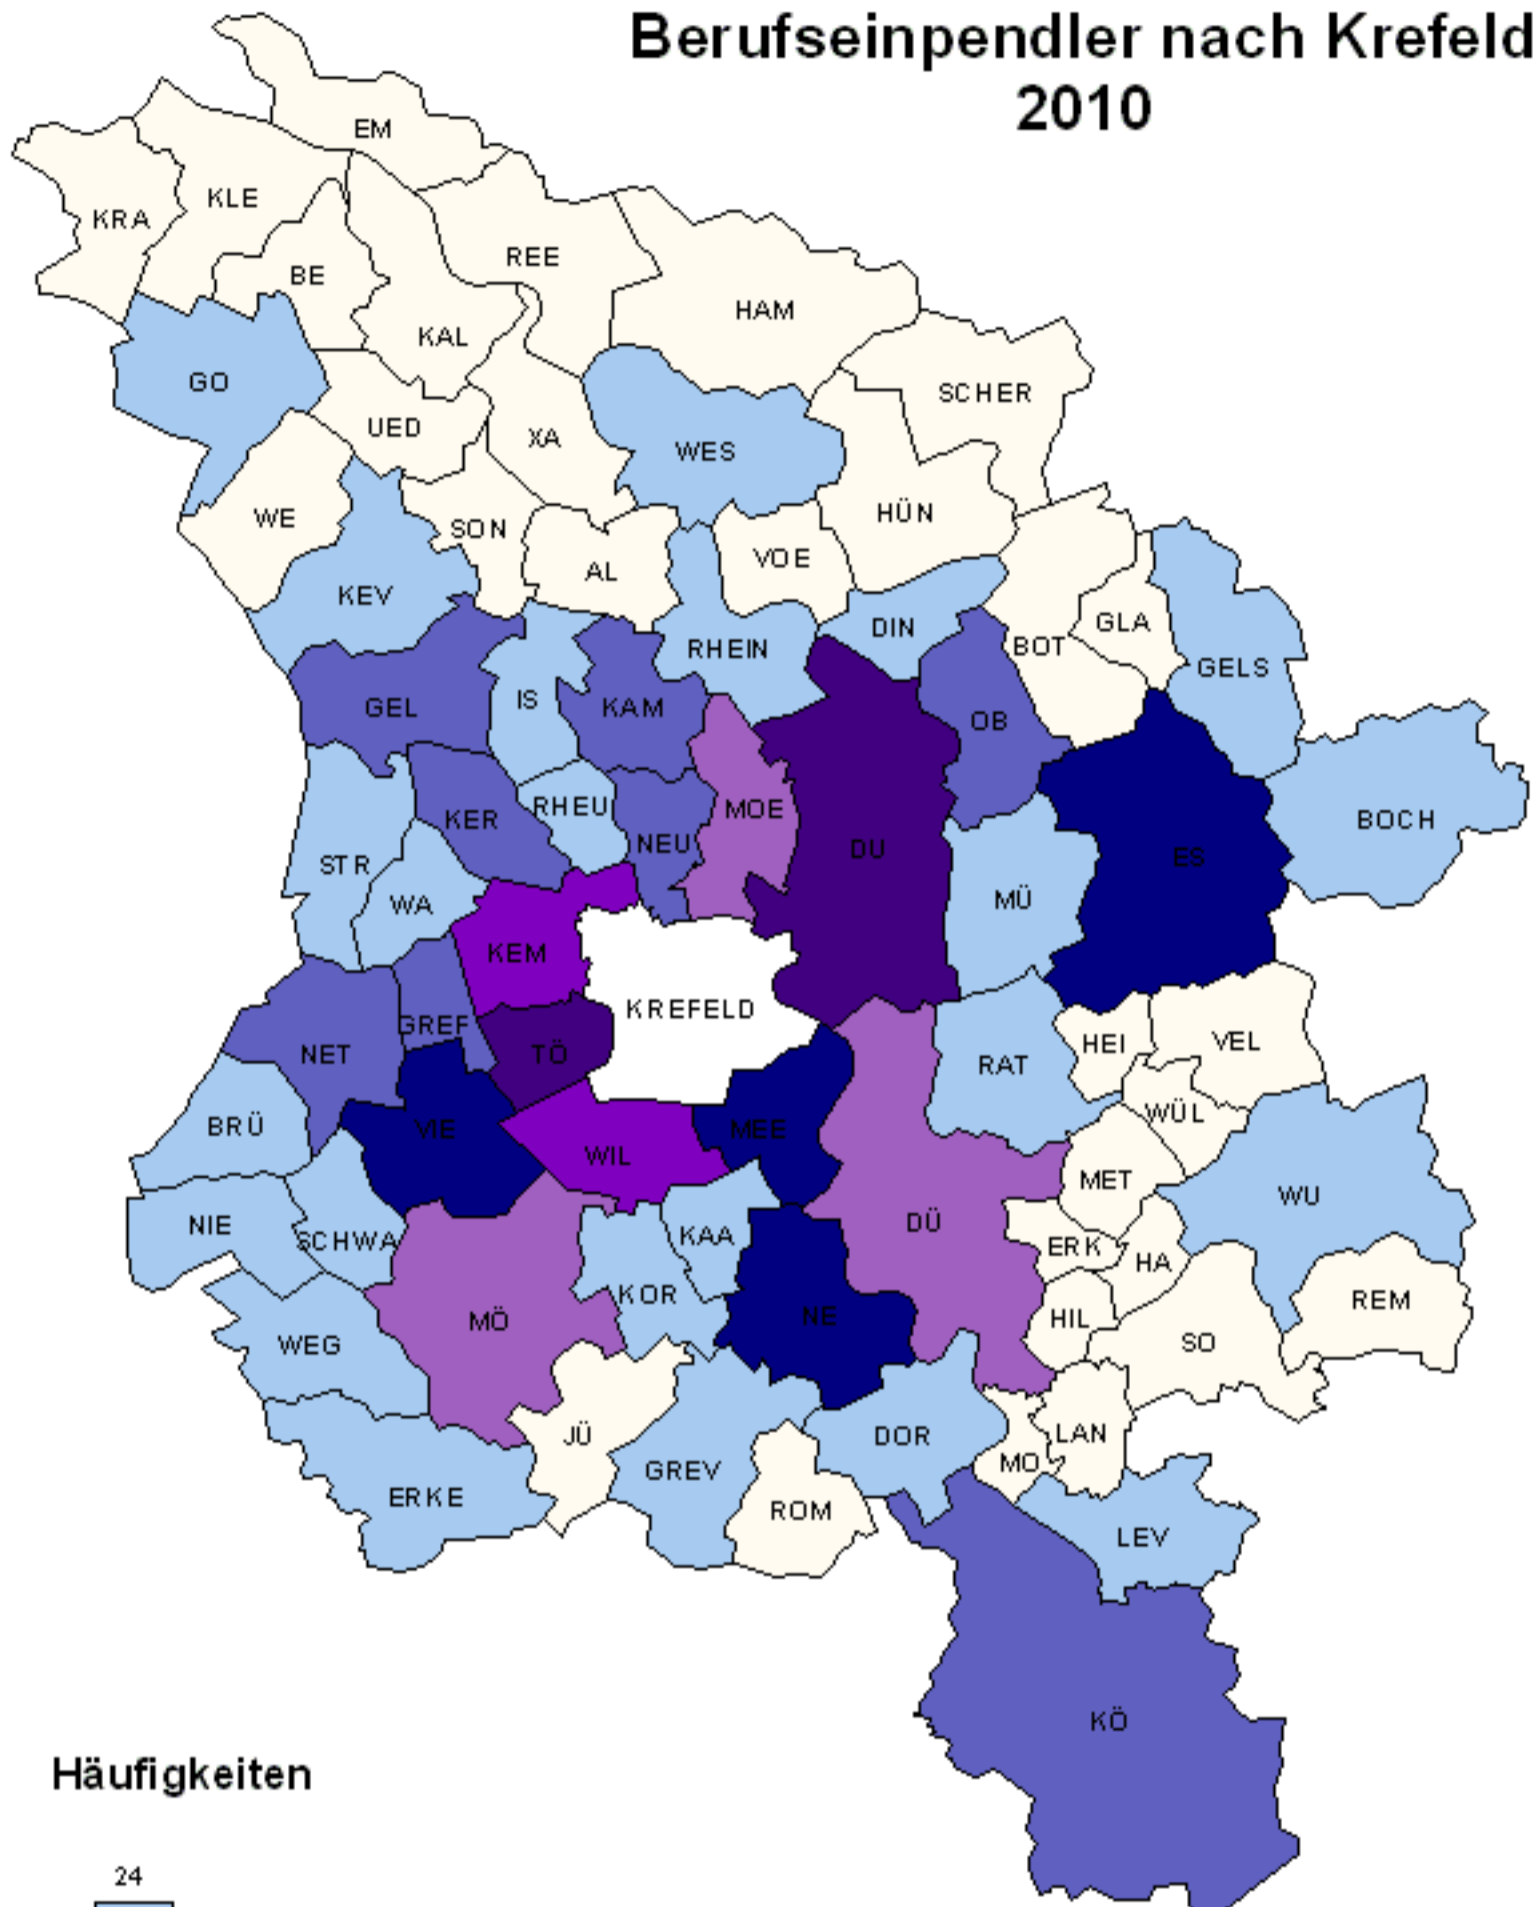 Berufseinpendler nach Krefeld
2010
EM
KLE
KRA
REE
BE
HAM
KAL
GO
SCHER
UED
XA
WES
WE
HÜN
SON
VOE
AL
KEV
GLA
DIN
BOT
RHEIN
GELS
IS
GEL
KAM
OB
RHEU
MOE
KER
BOCH
NEU
DU
ES
STR
MÜ
WA
KEM
KREFELD
GREF
HEI
VEL
NET
TÖ
RAT
WÜL
BRÜ
VIE
MEE
WIL
MET
WU
NIE
DÜ
KAA
SCHWA
ERK
HA
KOR
REM
NE
HIL
MÖ
SO
WEG
LAN
JÜ
DOR
MO
GREV
ERKE
ROM
LEV
KÖ
Häufigkeiten
24